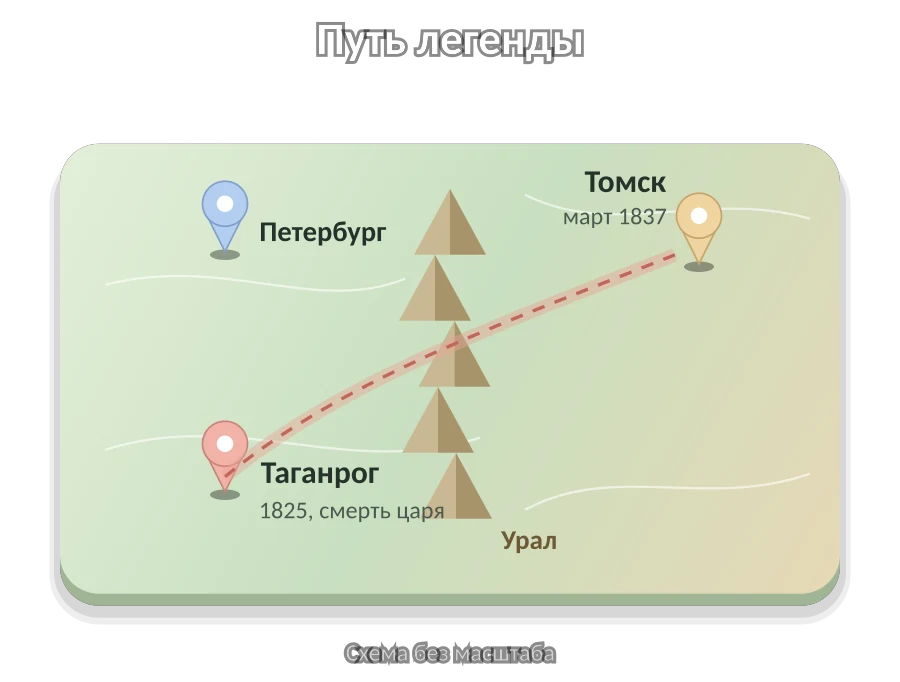 Путь легенды
Томск
март 1837
Петербург
Таганрог
1825, смерть царя
Урал
Схема без масштаба